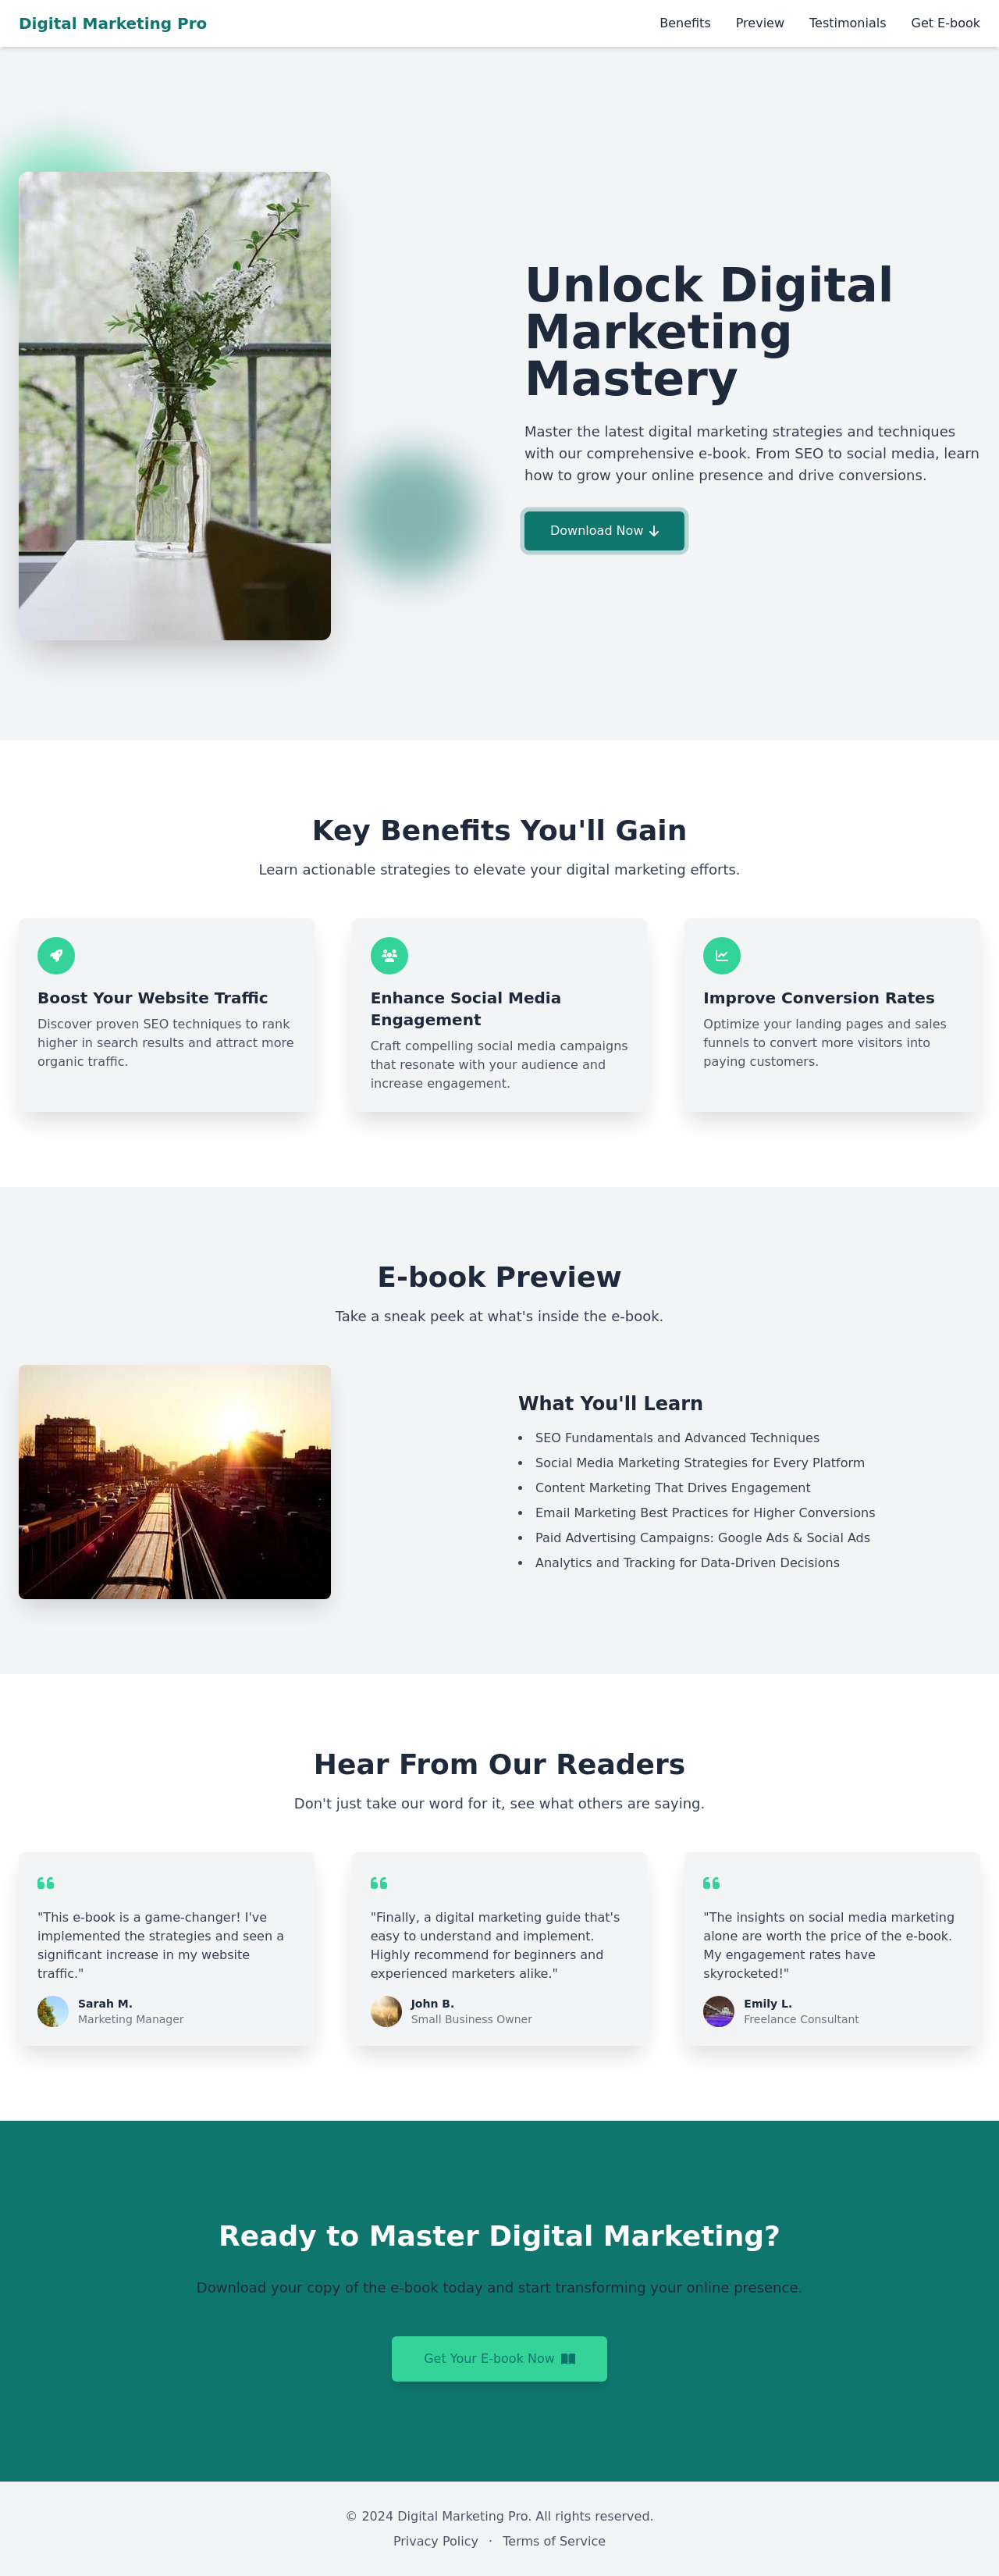 Digital Marketing Pro
Benefits
Preview
Testimonials
Get E-book
Unlock Digital
Marketing
Mastery
Master the latest digital marketing strategies and techniques
with our comprehensive e-book. From SEO to social media, learn
how to grow your online presence and drive conversions.
Download Now
Key Benefits You'll Gain
Learn actionable strategies to elevate your digital marketing efforts.
Boost Your Website Traffic
Discover proven SEO techniques to rank
higher in search results and attract more
organic traffic.
Enhance Social Media
Engagement
Craft compelling social media campaigns
that resonate with your audience and
increase engagement.
Improve Conversion Rates
Optimize your landing pages and sales
funnels to convert more visitors into
paying customers.
E-book Preview
Take a sneak peek at what's inside the e-book.
What You'll Learn
• SEO Fundamentals and Advanced Techniques
• Social Media Marketing Strategies for Every Platform
• Content Marketing That Drives Engagement
• Email Marketing Best Practices for Higher Conversions
• Paid Advertising Campaigns: Google Ads & Social Ads
• Analytics and Tracking for Data-Driven Decisions
Hear From Our Readers
Don't just take our word for it, see what others are saying.
"This e-book is a game-changer! I've
implemented the strategies and seen a
significant increase in my website
traffic."
Sarah M.
Marketing Manager
"Finally, a digital marketing guide that's
easy to understand and implement.
Highly recommend for beginners and
experienced marketers alike."
John B.
Small Business Owner
"The insights on social media marketing
alone are worth the price of the e-book.
My engagement rates have
skyrocketed!"
Emily L.
Freelance Consultant
Ready to Master Digital Marketing?
Download your copy of the e-book today and start transforming your online presence.
Get Your E-book Now
© 2024 Digital Marketing Pro. All rights reserved.
Privacy Policy · Terms of Service